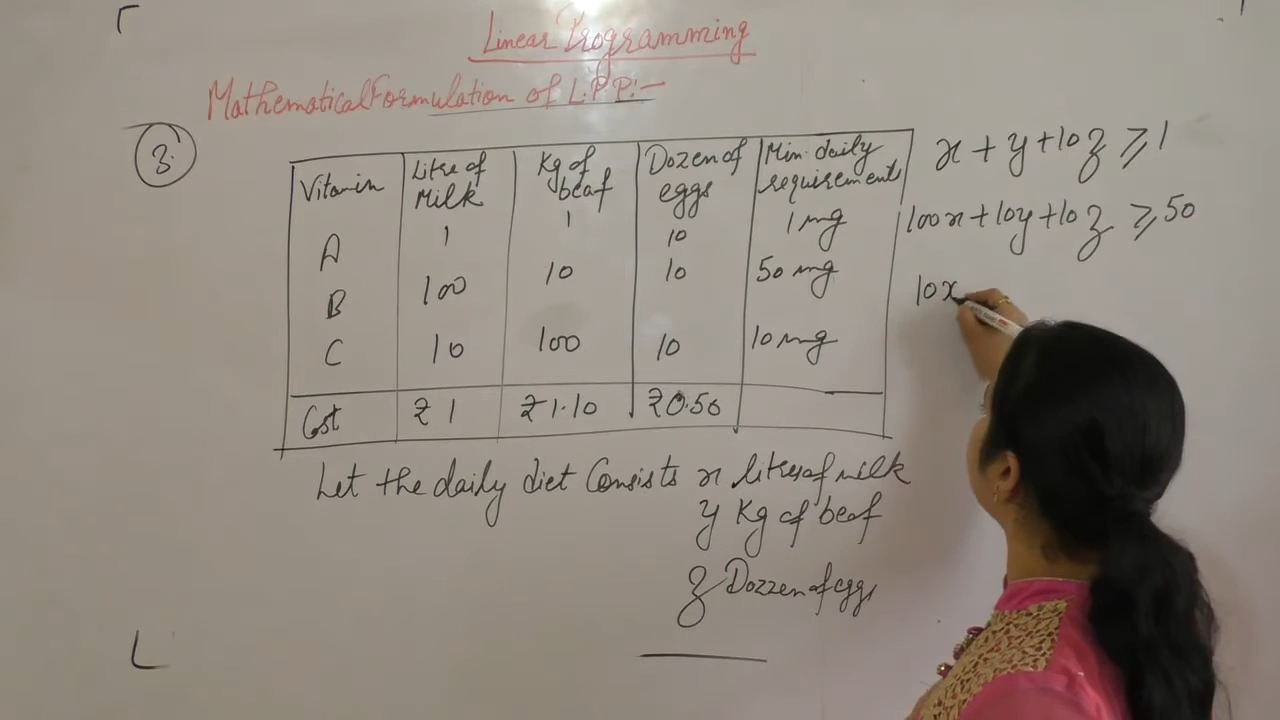 Linear Programming
Mathematical Formulation of L.P.P:-
3.
Vitamin | Litre of Milk | Kg of beaf | Dozen of eggs | Min. daily requirement
A | 1 | 1 | 10 | 1 mg
B | 100 | 10 | 10 | 50 mg
C | 10 | 100 | 10 | 10 mg
Cost | ₹ 1 | ₹ 1.10 | ₹ 0.50
x + y + 10z ≥ 1
100x + 10y + 10z ≥ 50
10x
Let the daily diet Consists x litres of milk
y Kg of beaf
z Dozzen of eggs